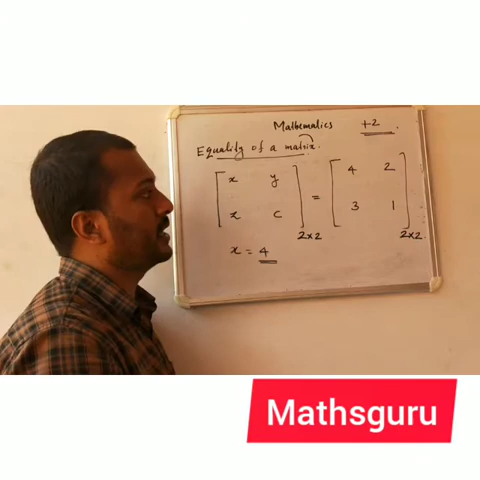 Mathematics +2.
Equality of a matrix.
[ x y ] = [ 4 2 ]
[ x c ]2×2 [ 3 1 ]2×2.
x = 4
Mathsguru